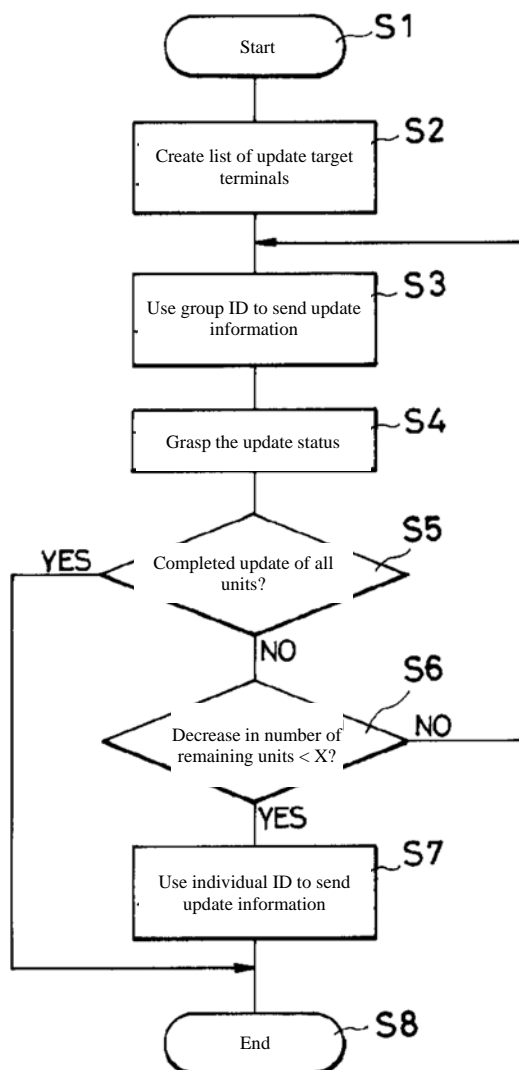 Start
S1
Create list of update target
terminals
S2
Use group ID to send update
information
S3
Grasp the update status
S4
Completed update of all
units?
S5
YES
NO
Decrease in number of
remaining units < X?
S6
NO
YES
Use individual ID to send
update information
S7
End
S8